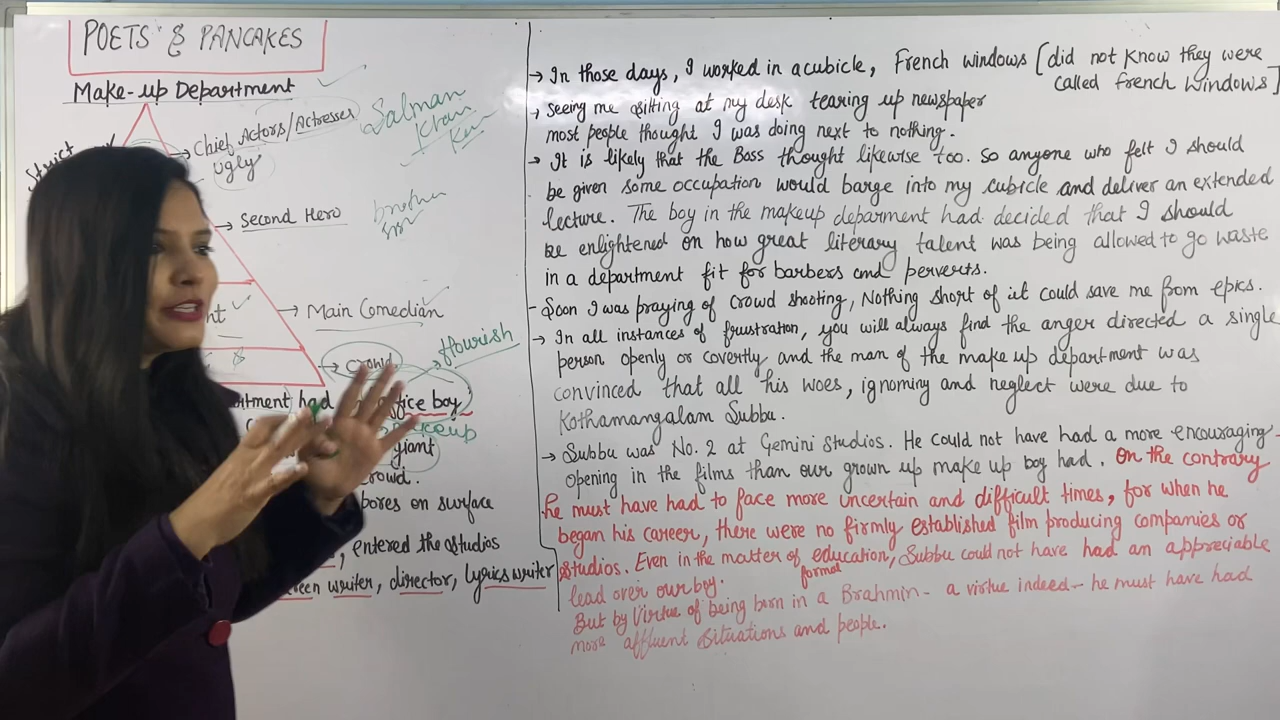 POETS & PANCAKES
Make-up Department
Strict
Chief Actors/Actresses
ugly
Salman
Khan
Second Hero
brother
Main Comedian
crowd
Flourish
had office boy
makeup
giant
crowd.
pores on surface
, entered the studios
writer, director, lyrics writer
→ In those days, I worked in a cubicle, French windows [did not know they were
called French Windows]
→ Seeing me sitting at my desk tearing up newspaper
most people thought I was doing next to nothing.
→ It is likely that the Boss thought likewise too. So anyone who felt I should
be given some occupation would barge into my cubicle and deliver an extended
lecture. The boy in the makeup deparment had decided that I should
be enlightened on how great literary talent was being allowed to go waste
in a department fit for barbers and perverts.
- Soon I was praying of crowd shooting, Nothing short of it could save me from epics.
→ In all instances of frustration, you will always find the anger directed a single
person openly or covertly and the man of the make up department was
convinced that all his woes, ignominy and neglect were due to
Kothamangalam Subbu.
→ Subbu was No. 2 at Gemini Studios. He could not have had a more encouraging
opening in the films than our grown up make up boy had. On the contrary
he must have had to face more uncertain and difficult times, for when he
began his career, there were no firmly established film producing companies or
studios. Even in the matter of education, Subbu could not have had an appreciable
formal
lead over our boy.
But by Virtue of being born in a Brahmin - a virtue indeed - he must have had
more affluent situations and people.